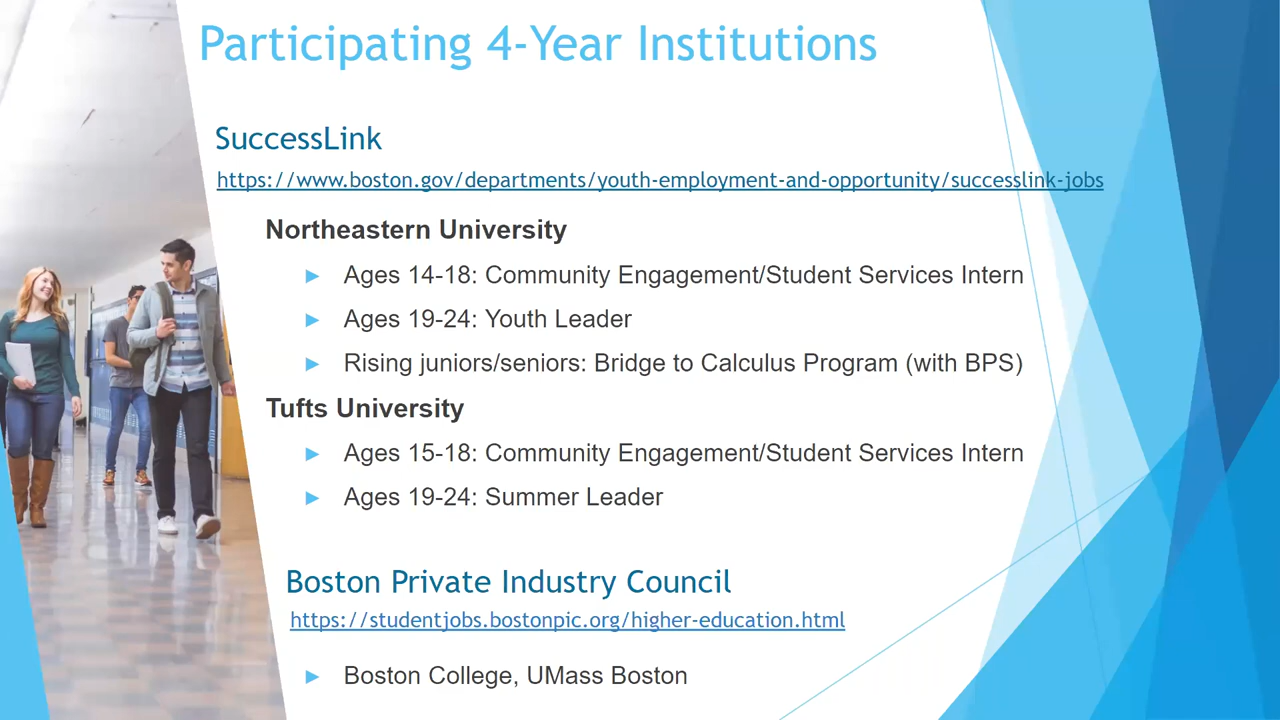 Participating 4-Year Institutions
SuccessLink
https://www.boston.gov/departments/youth-employment-and-opportunity/successlink-jobs
Northeastern University
Ages 14-18: Community Engagement/Student Services Intern
Ages 19-24: Youth Leader
Rising juniors/seniors: Bridge to Calculus Program (with BPS)
Tufts University
Ages 15-18: Community Engagement/Student Services Intern
Ages 19-24: Summer Leader
Boston Private Industry Council
https://studentjobs.bostonpic.org/higher-education.html
Boston College, UMass Boston